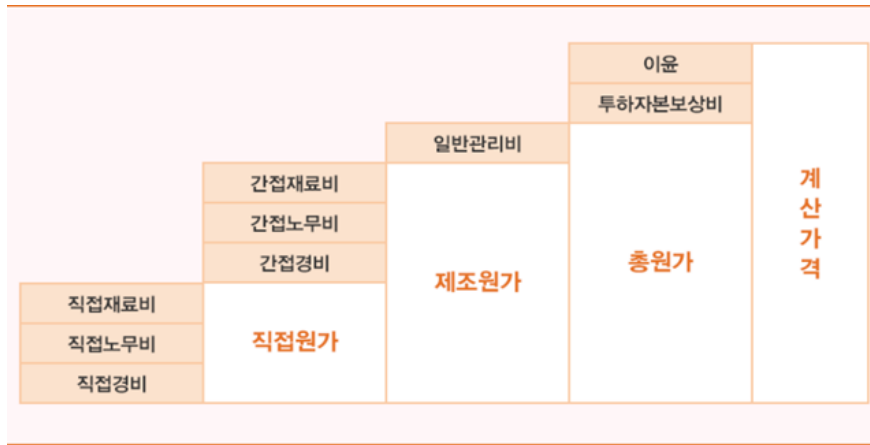 이윤
투하자본보상비
일반관리비
간접재료비
간접노무비
간접경비
직접재료비
직접노무비
직접경비
직접원가
제조원가
총원가
계
산
가
격